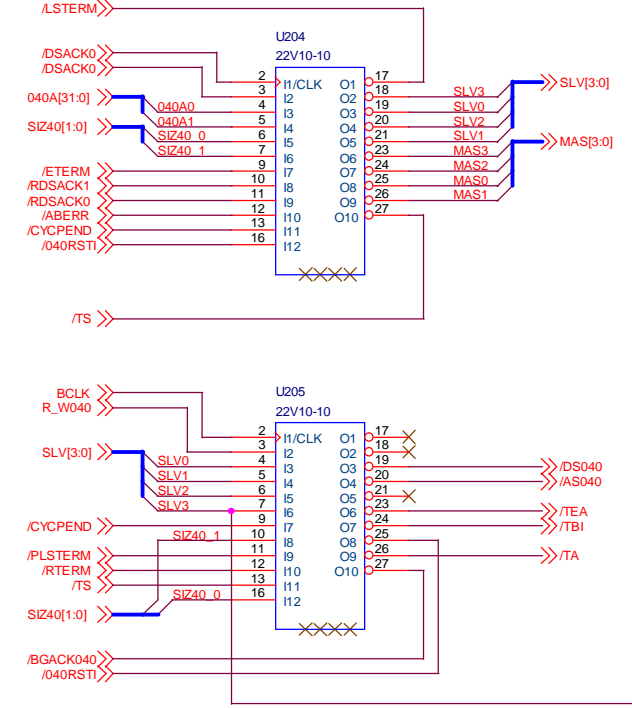 /LSTERM
U204
22V10-10
/DSACK0
/DSACK0
040A[31:0]
SIZ40[1:0]
/ETERM
/RDSACK1
/RDSACK0
/ABERR
/CYCPEND
/040RSTI
040A0
040A1
SIZ40_0
SIZ40_1
2 I1/CLK O1 17
3 I2 O2 18 SLV3
4 I3 O3 19 SLV0
5 I4 O4 20 SLV2
6 I5 O5 21 SLV1
7 I6 O6 23 MAS3
9 I7 O7 24 MAS2
10 I8 O8 25 MAS0
11 I9 O9 26 MAS1
12 I10 O10 27
13 I11
16 I12
SLV[3:0]
MAS[3:0]
/TS
U205
22V10-10
BCLK
R_W040
SLV[3:0]
SLV0
SLV1
SLV2
SLV3
/CYCPEND
SIZ40_1
/PLSTERM
/RTERM
/TS
SIZ40[1:0]
SIZ40_0
2 I1/CLK O1 17
3 I2 O2 18
4 I3 O3 19
5 I4 O4 20
6 I5 O5 21
7 I6 O6 23
9 I7 O7 24
10 I8 O8 25
11 I9 O9 26
12 I10 O10 27
13 I11
16 I12
/DS040
/AS040
/TEA
/TBI
/TA
/BGACK040
/040RSTI